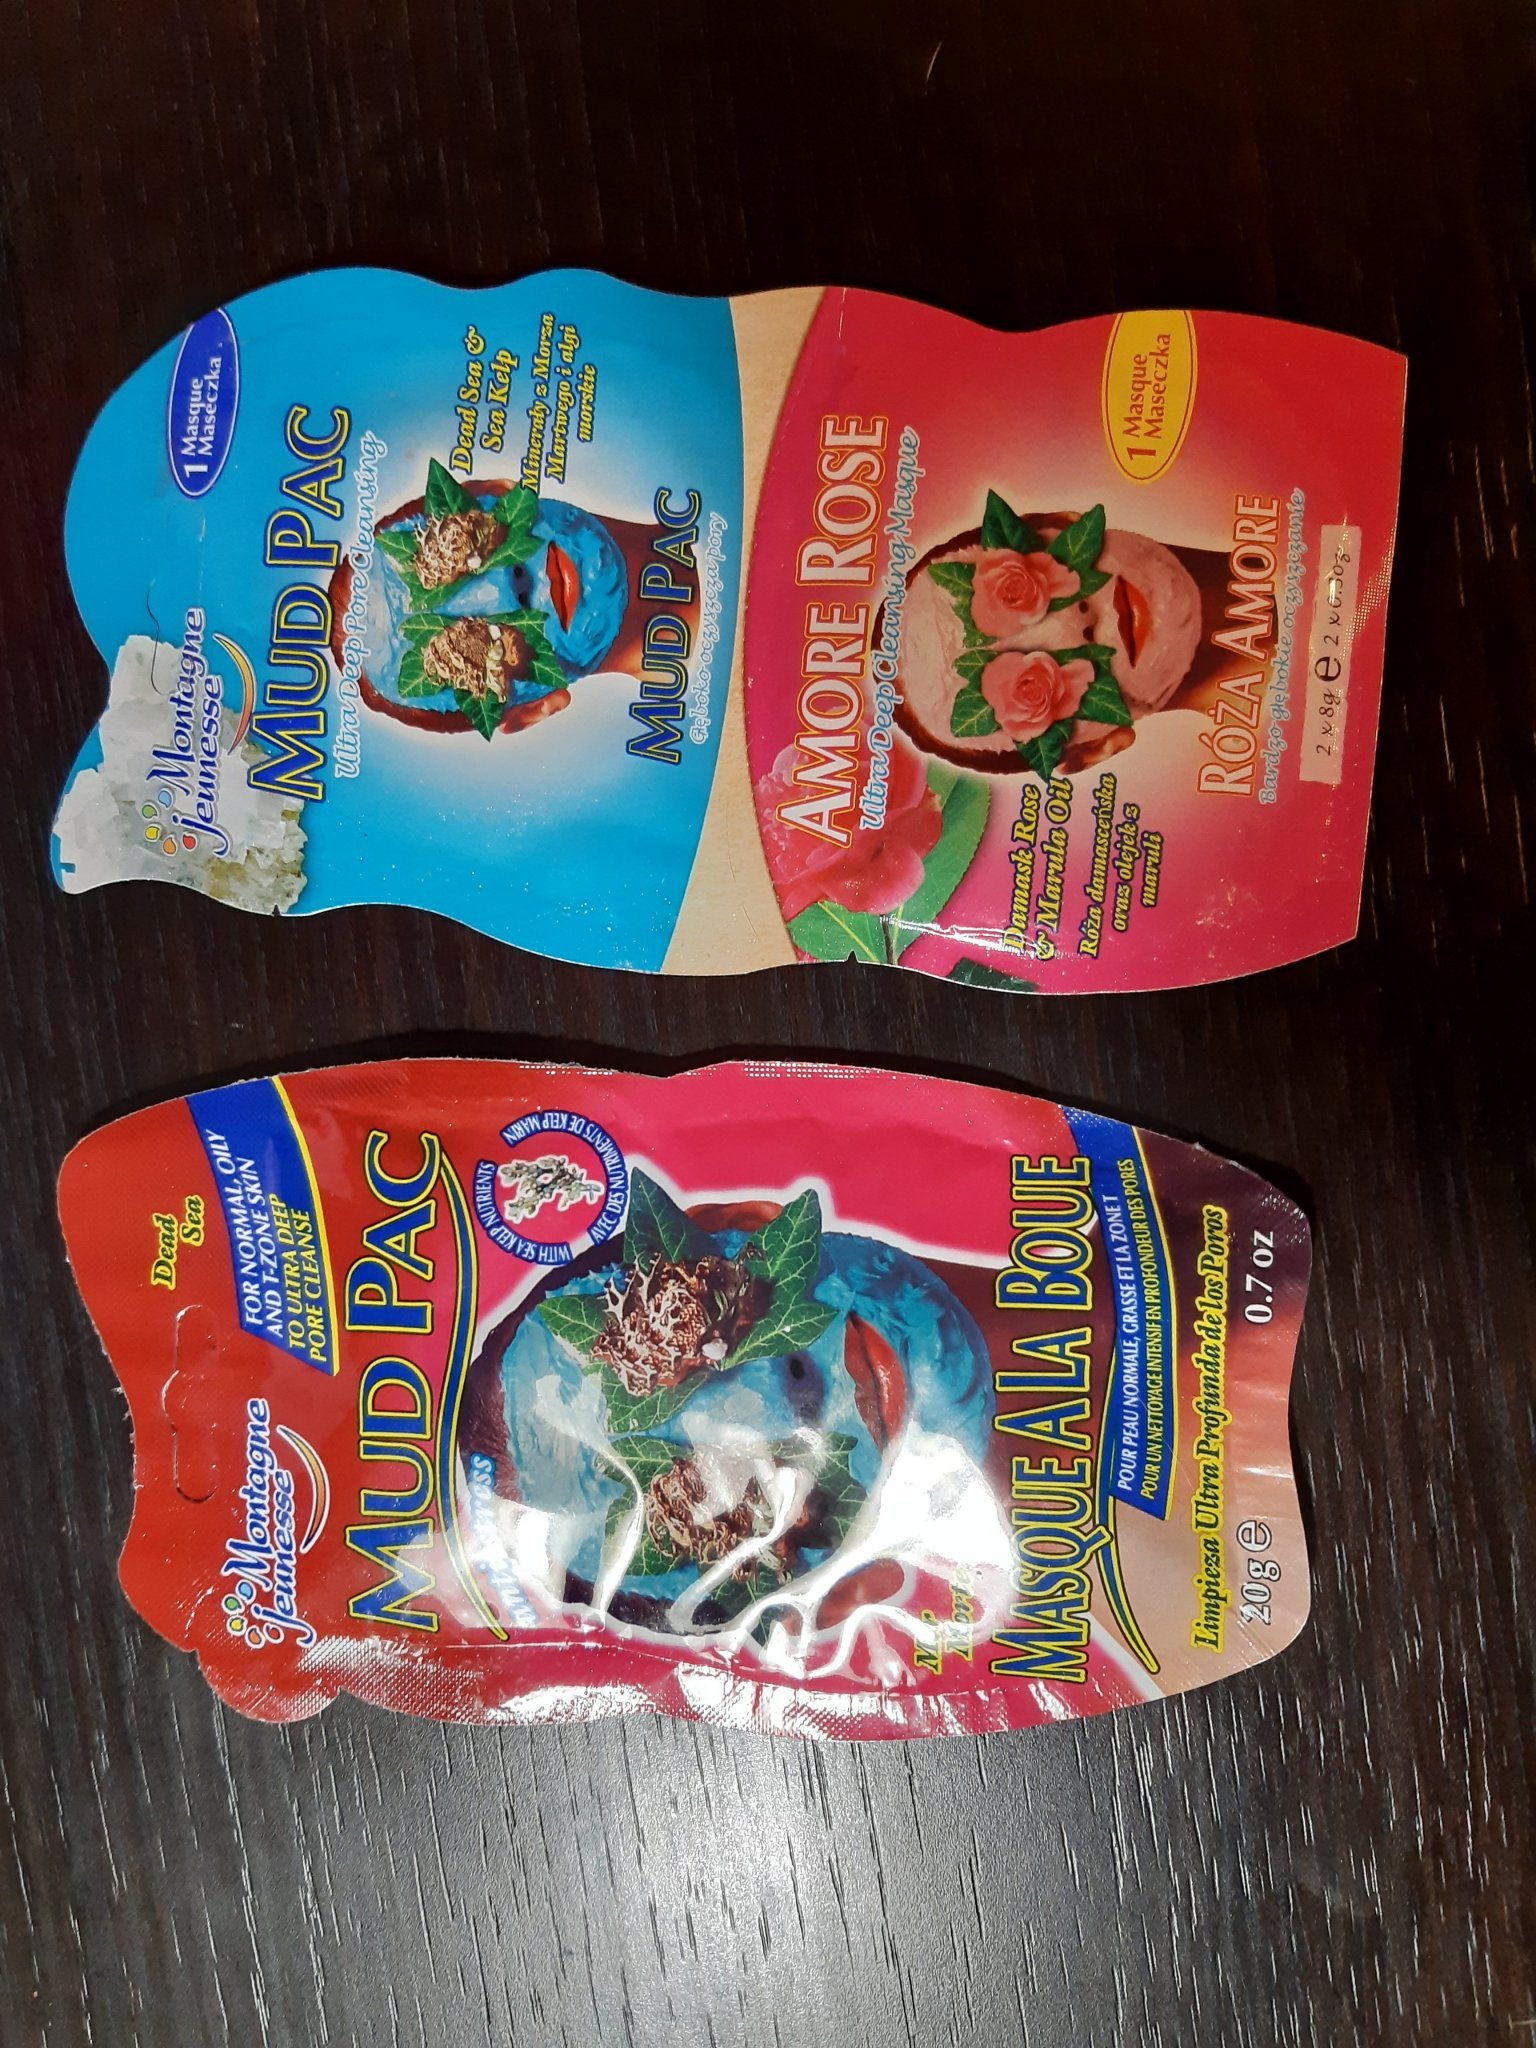 Montagne
Jeunesse
1 Masque
Maseczka
MUD PAC
Ultra Deep Pore Cleansing
Dead Sea &
Sea Kelp
Minerały z Morza
Martwego i algi
morskie
MUD PAC
Głęboko oczyszcza pory
AMORE ROSE
Ultra Deep Cleansing Masque
Damask Rose
& Marula Oil
Róża damasceńska
oraz olejek z
maruli
1 Masque
Maseczka
RÓŻA AMORE
Bardzo głębokie oczyszczanie
2 x 8g e 2 x 0.30z
Montagne
Jeunesse
Dead
Sea
FOR NORMAL, OILY
AND T-ZONE SKIN
TO ULTRA DEEP
PORE CLEANSE
MUD PAC
WITH SEA KELP NUTRIENTS
AVEC DES NUTRIMENTS DE KELP MARIN
Morte
MASQUE A LA BOUE
POUR PEAU NORMALE, GRASSE ET LA ZONE T
POUR UN NETTOYAGE INTENSIF EN PROFONDEUR DES PORES
Limpieza Ultra Profunda de los Poros
20g e 0.7 oz